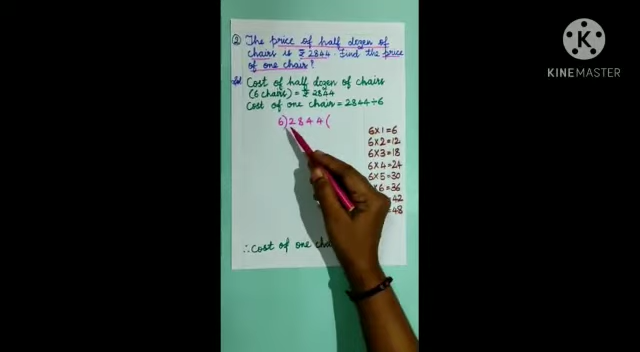 ② The price of half dozen of
chairs is ₹ 2844. Find the price
of one chair?
Sol Cost of half dozen of chairs
(6 chairs) = ₹ 2844
Cost of one chair = 2844÷6
6)2844(
6×1=6
6×2=12
6×3=18
6×4=24
6×5=30
×6=36
=42
=48
∴ Cost of one cha
KINEMASTER